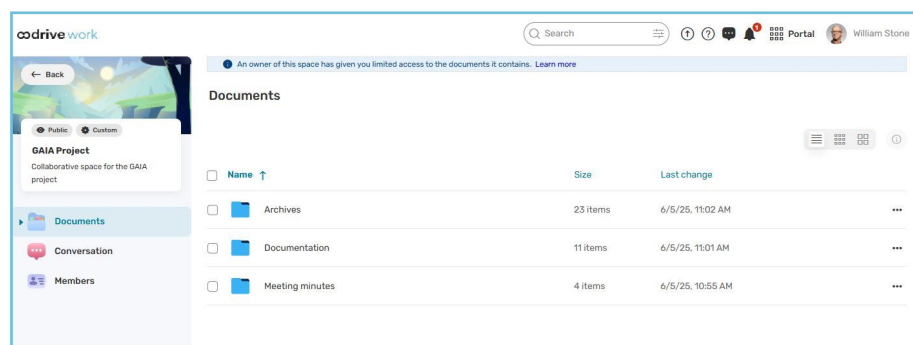 oodrive work
Search
1
Portal
William Stone
← Back
Public
Custom
GAIA Project
Collaborative space for the GAIA
project
Documents
Conversation
Members
An owner of this space has given you limited access to the documents it contains. Learn more
Documents
Name ↑ Size Last change
Archives 23 items 6/5/25, 11:02 AM
Documentation 11 items 6/5/25, 11:01 AM
Meeting minutes 4 items 6/5/25, 10:55 AM